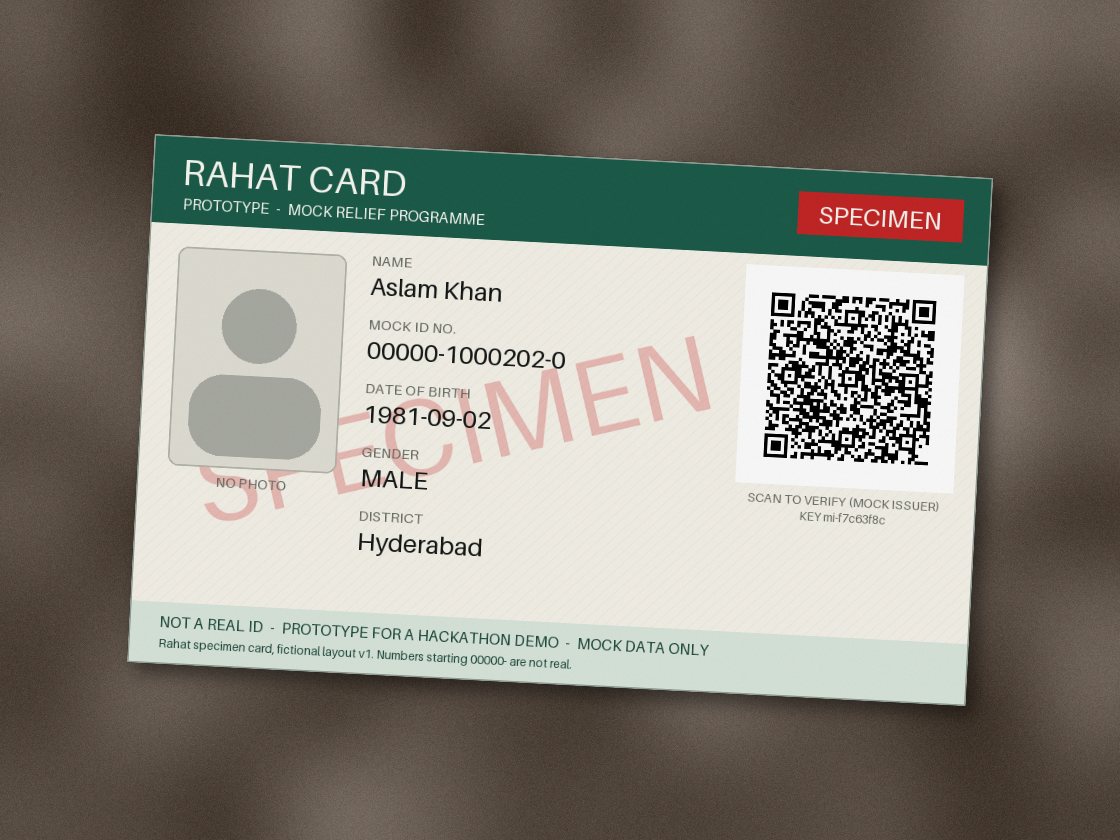 RAHAT CARD
PROTOTYPE - MOCK RELIEF PROGRAMME
SPECIMEN
NAME
Aslam Khan
MOCK ID NO.
00000-1000202-0
DATE OF BIRTH
1981-09-02
GENDER
MALE
DISTRICT
Hyderabad
NO PHOTO
SPECIMEN
SCAN TO VERIFY (MOCK ISSUER)
KEY mi-f7c63f8c
NOT A REAL ID - PROTOTYPE FOR A HACKATHON DEMO - MOCK DATA ONLY
Rahat specimen card, fictional layout v1. Numbers starting 00000- are not real.